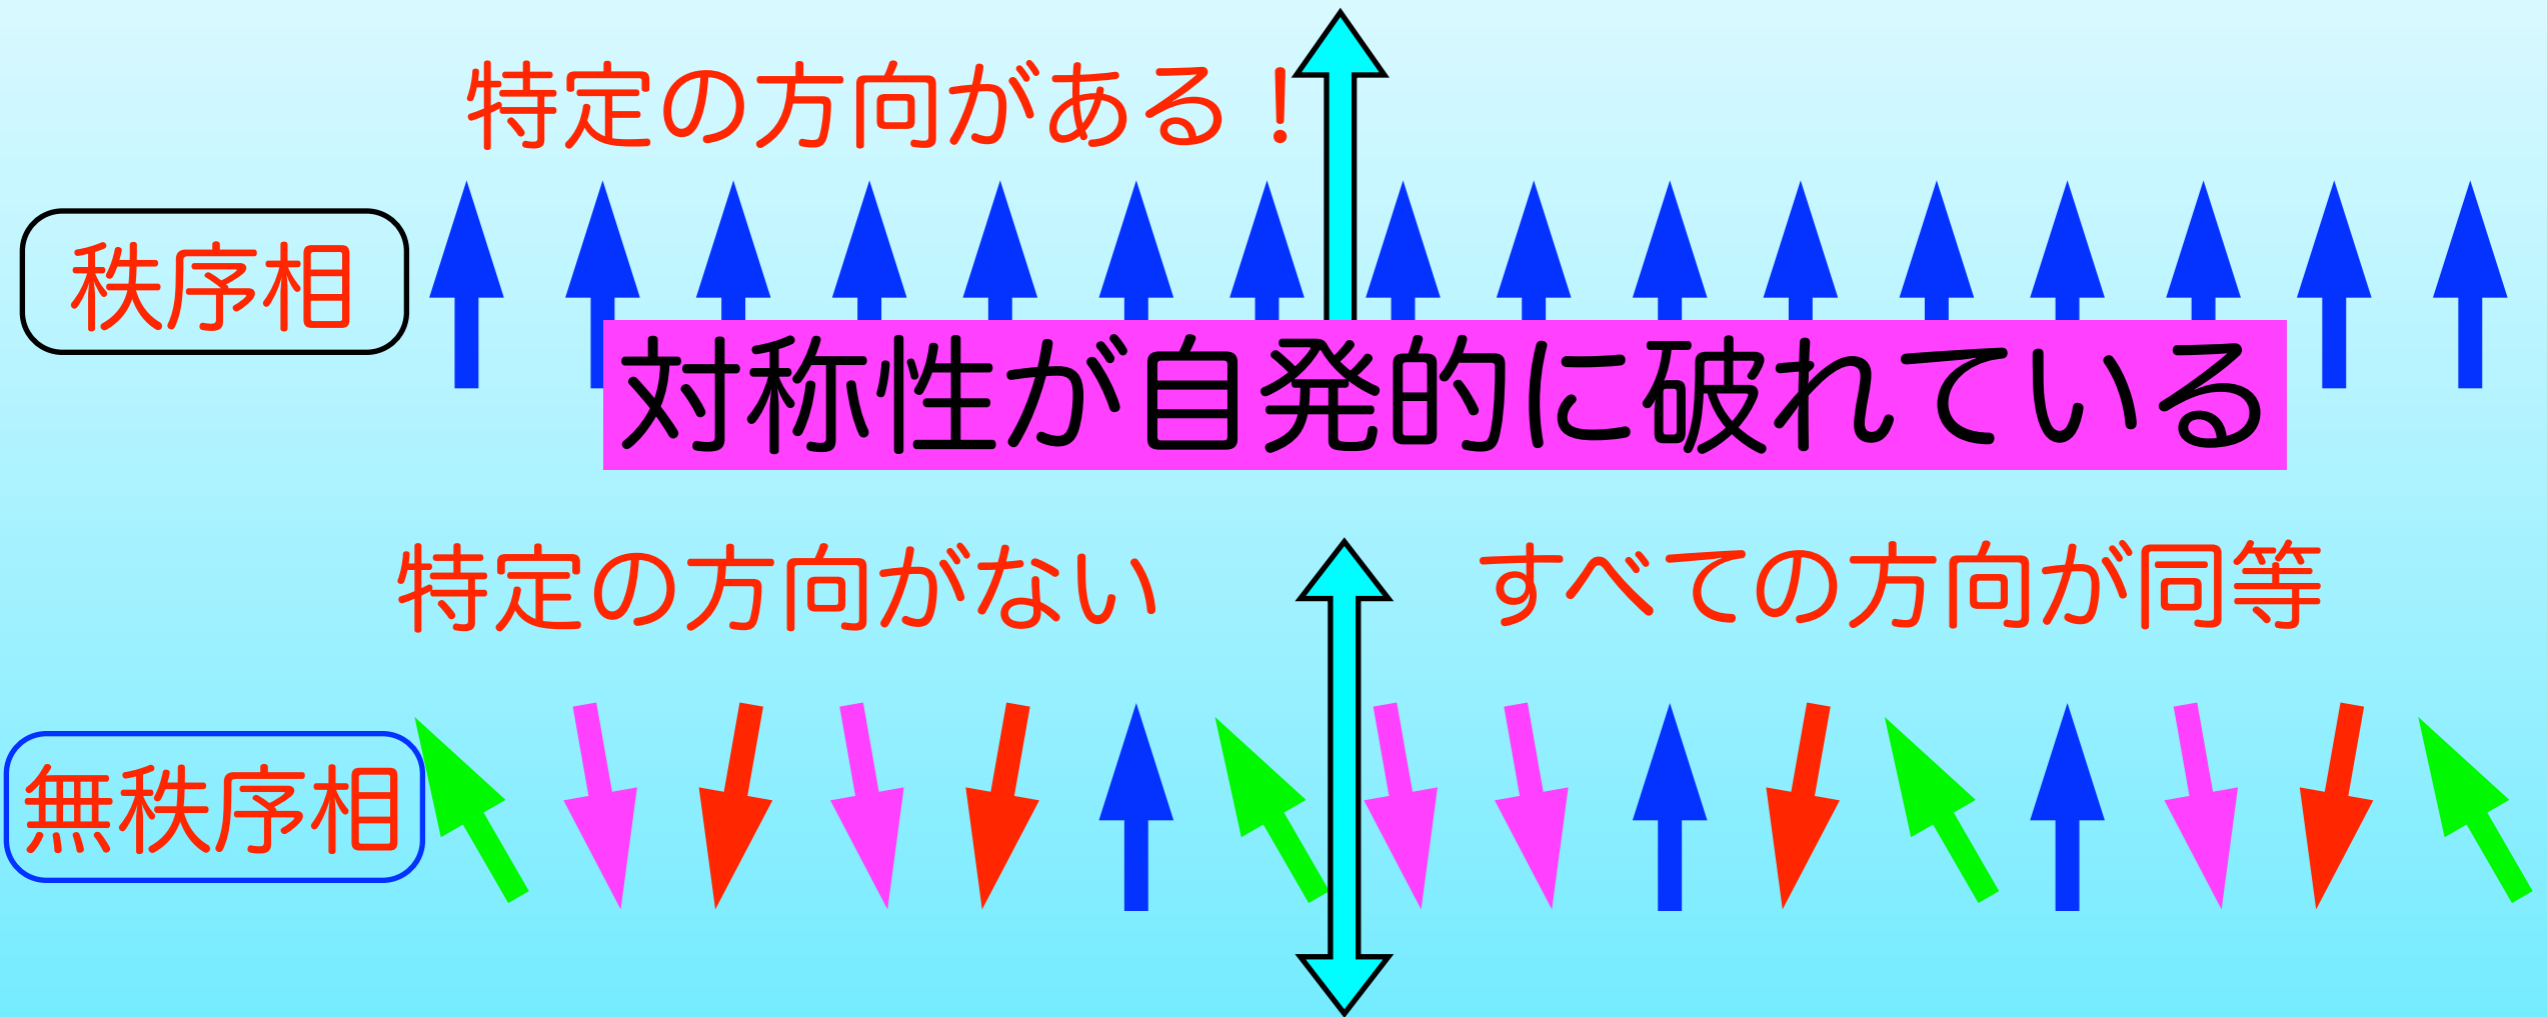 特定の方向がある！
秩序相
対称性が自発的に破れている
特定の方向がない
すべての方向が同等
無秩序相